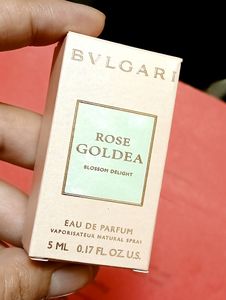 BVLGARI
ROSE
GOLDEA
BLOSSOM DELIGHT
EAU DE PARFUM
VAPORISATEUR NATURAL SPRAY
5 ML 0.17 FL. OZ. U.S.